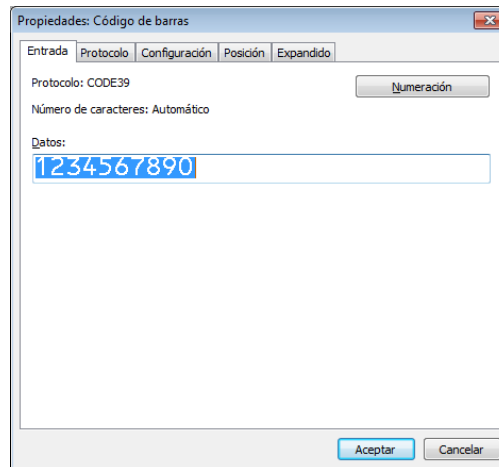 Propiedades: Código de barras
Entrada Protocolo Configuración Posición Expandido
Protocolo: CODE39 Numeración
Número de caracteres: Automático
Datos:
1234567890
Aceptar Cancelar